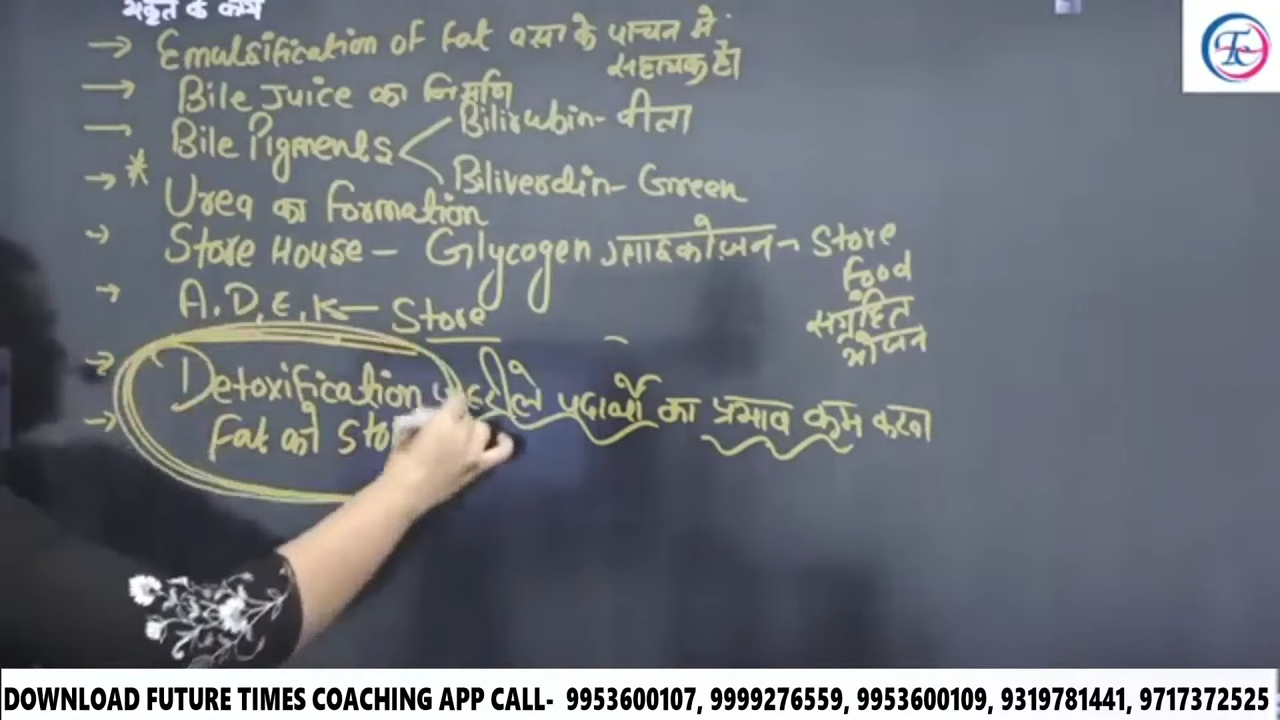 यकृत के कार्य
→ Emulsification of fat वसा के पाचन में
सहायक है।
→ Bile Juice का निर्माण
→ Bile Pigments < Bilirubin - पीला
Biliverdin - Green
→ * Urea का formation
→ Store House - Glycogen ग्लाइकोज़न - Store
food
संग्रहित
भोजन
→ A, D, E, K - Store
→ Detoxification पदार्थो का प्रभाव कम करना
→ fat को
DOWNLOAD FUTURE TIMES COACHING APP CALL- 9953600107, 9999276559, 9953600109, 9319781441, 9717372525